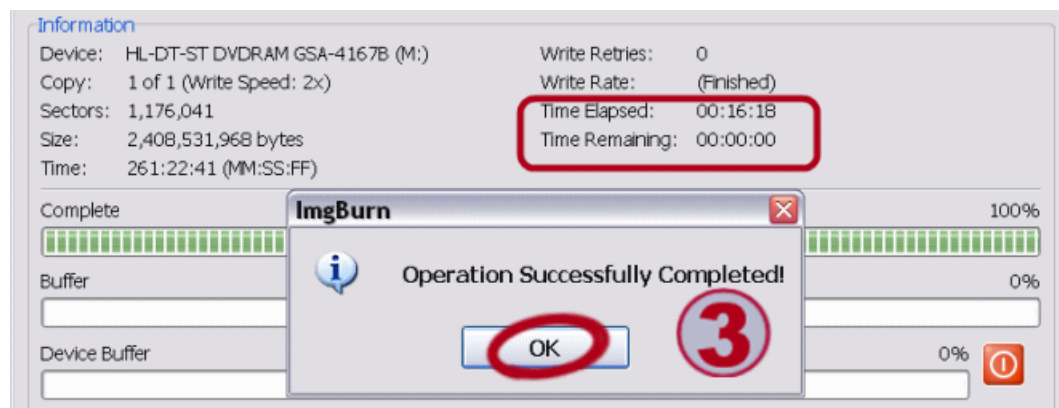 Information
Device: HL-DT-ST DVDRAM GSA-4167B (M:) Write Retries: 0
Copy: 1 of 1 (Write Speed: 2x) Write Rate: (Finished)
Sectors: 1,176,041 Time Elapsed: 00:16:18
Size: 2,408,531,968 bytes Time Remaining: 00:00:00
Time: 261:22:41 (MM:SS:FF)
Complete 100%
ImgBurn
Buffer 0%
Operation Successfully Completed!
OK
3
Device Buffer 0%